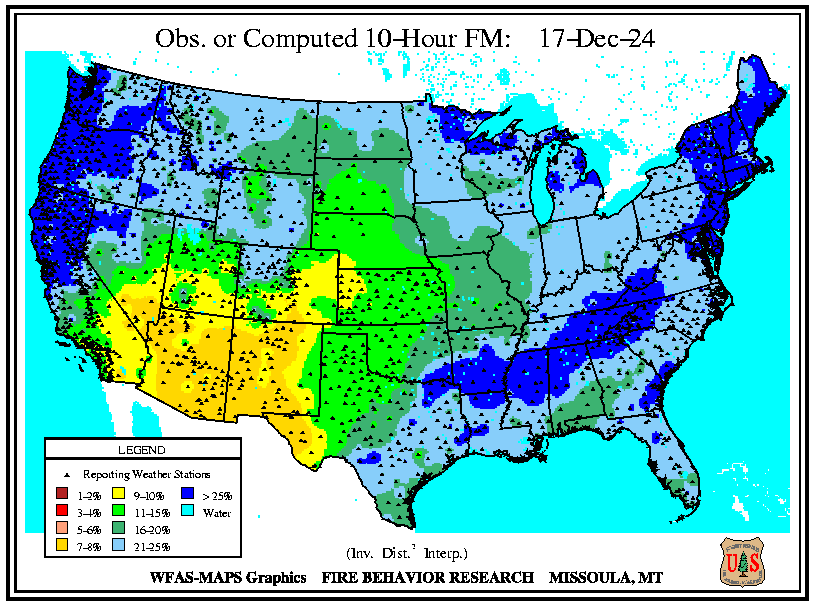 Obs. or Computed 10-Hour FM: 17-Dec-24
LEGEND
Reporting Weather Stations
1-2% 9-10% > 25%
3-4% 11-15% Water
5-6% 16-20%
7-8% 21-25%
(Inv. Dist.² Interp.)
WFAS-MAPS Graphics FIRE BEHAVIOR RESEARCH MISSOULA, MT
U S